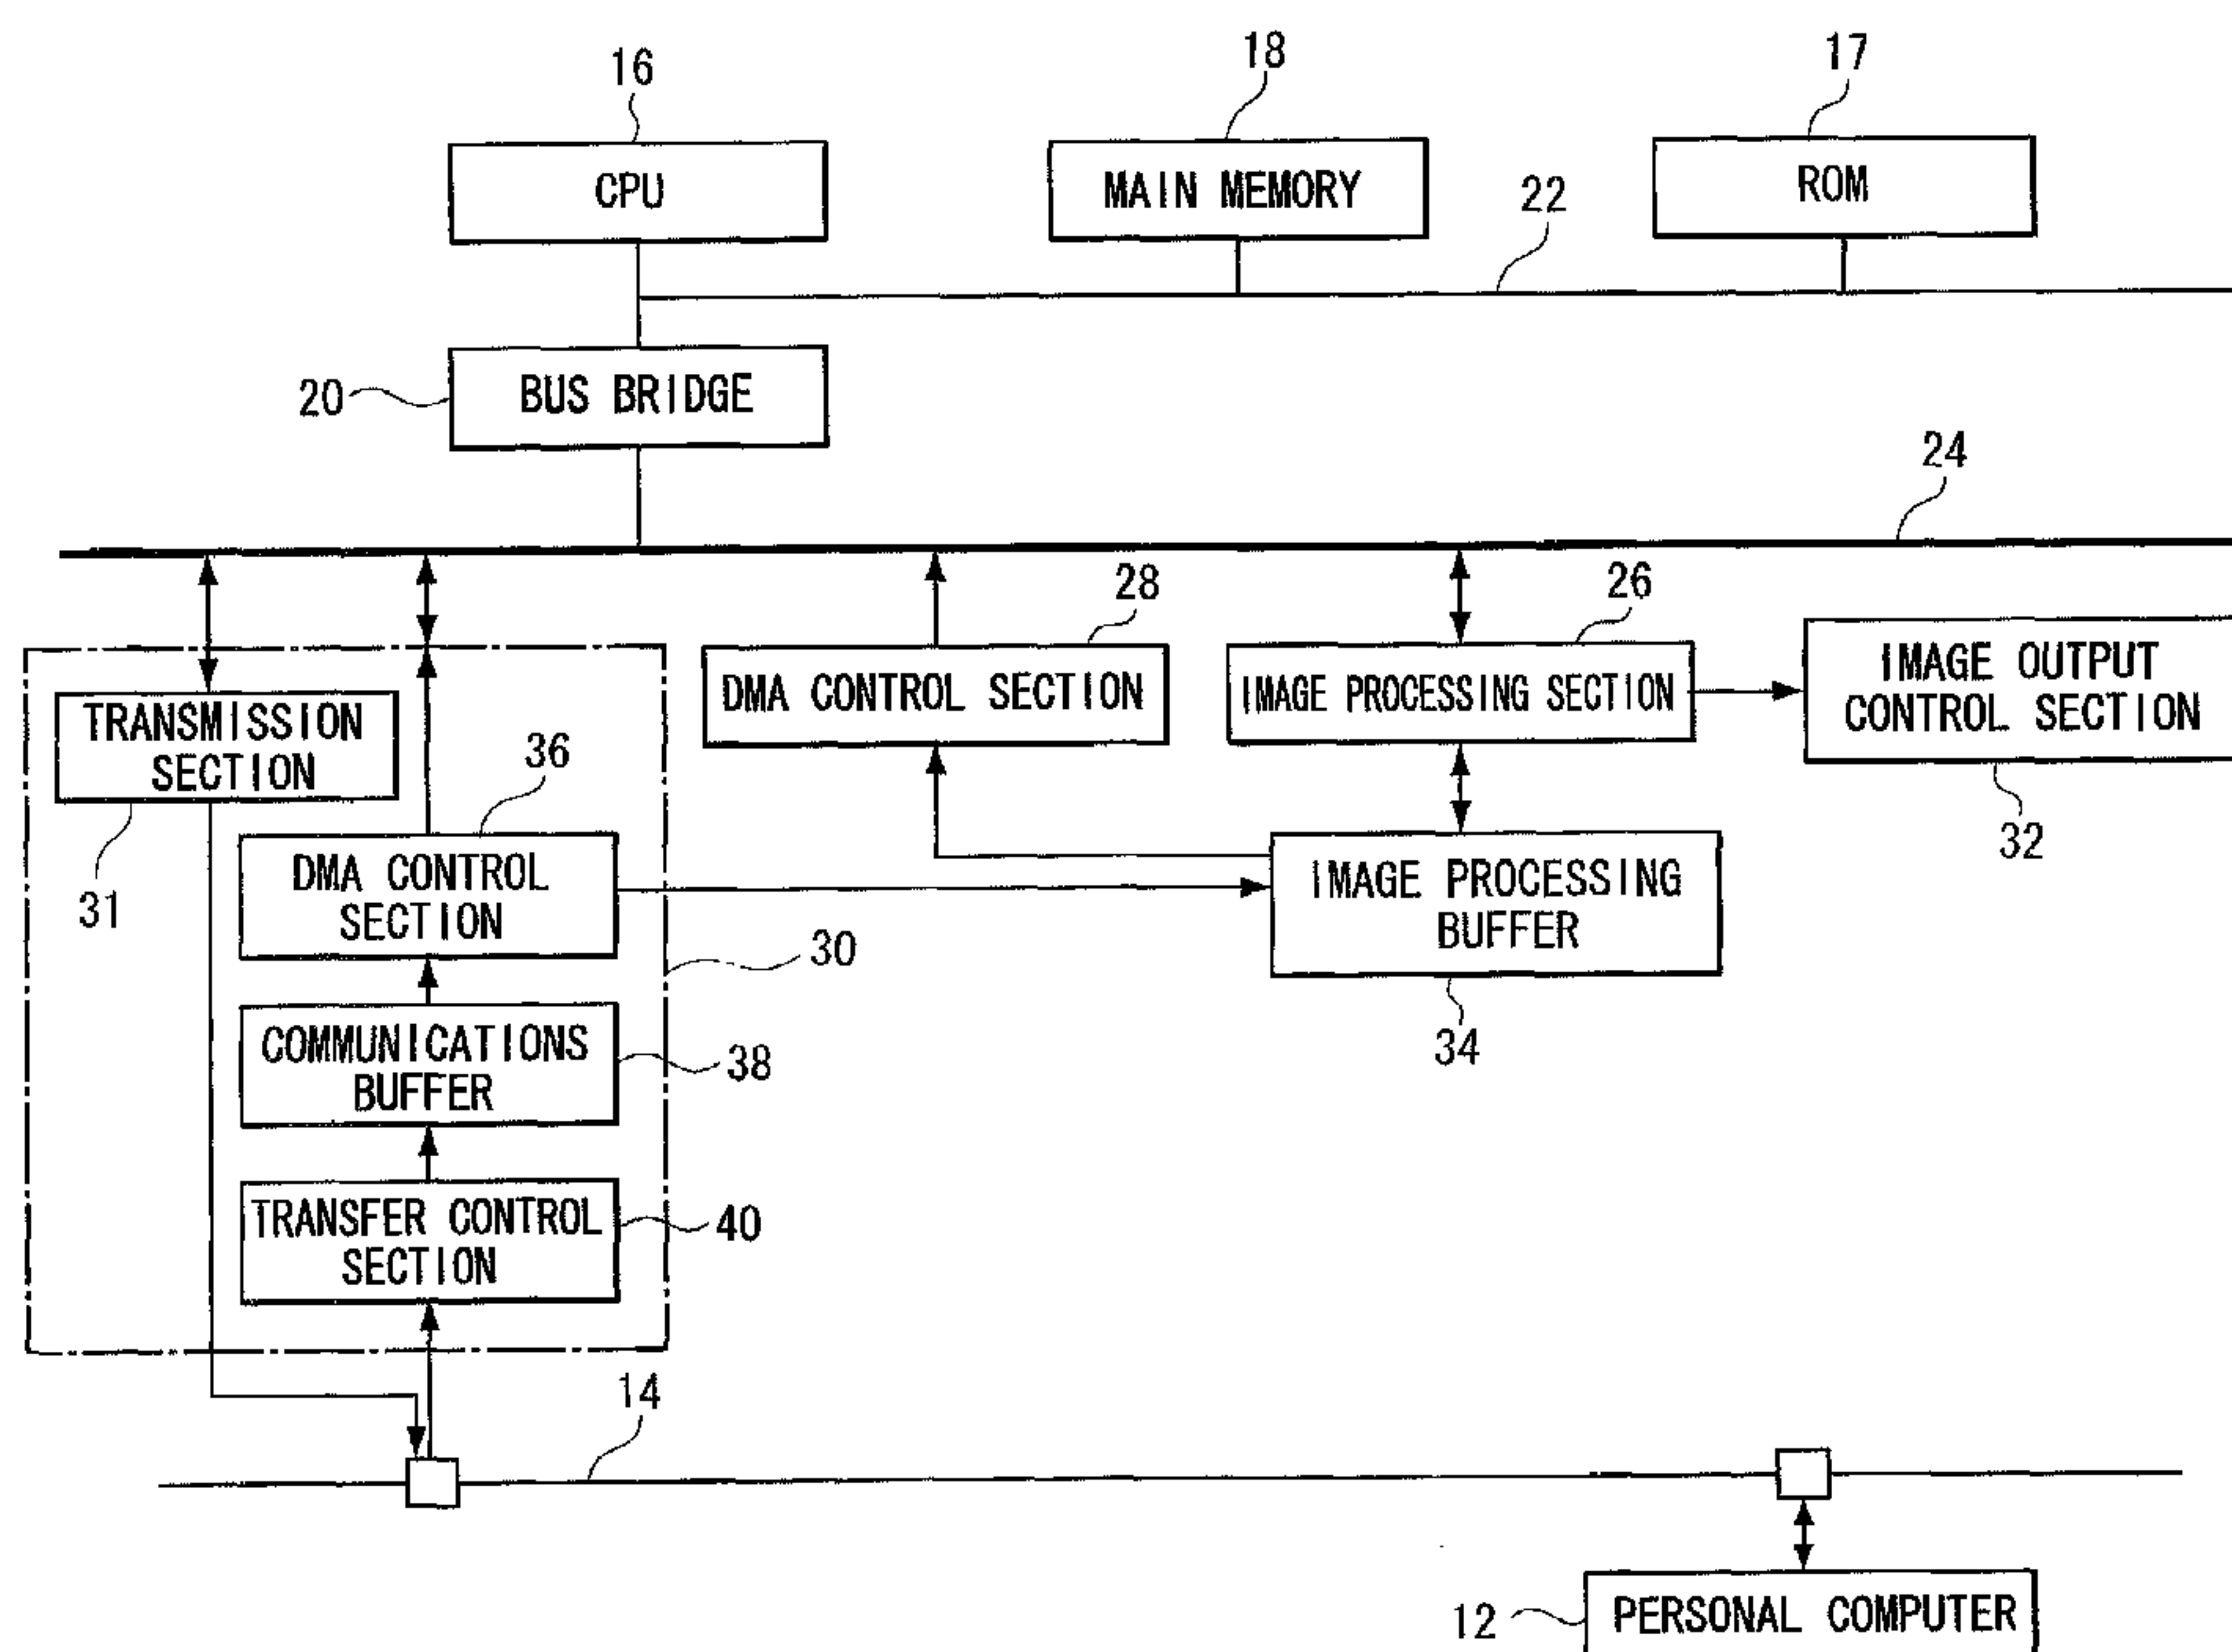 16
18
17
CPU
MAIN MEMORY
ROM
22
20
BUS BRIDGE
24
28
26
TRANSMISSION
SECTION
DMA CONTROL SECTION
IMAGE PROCESSING SECTION
IMAGE OUTPUT
CONTROL SECTION
36
32
31
DMA CONTROL
SECTION
IMAGE PROCESSING
BUFFER
30
34
COMMUNICATIONS
BUFFER
38
TRANSFER CONTROL
SECTION
40
14
12
PERSONAL COMPUTER